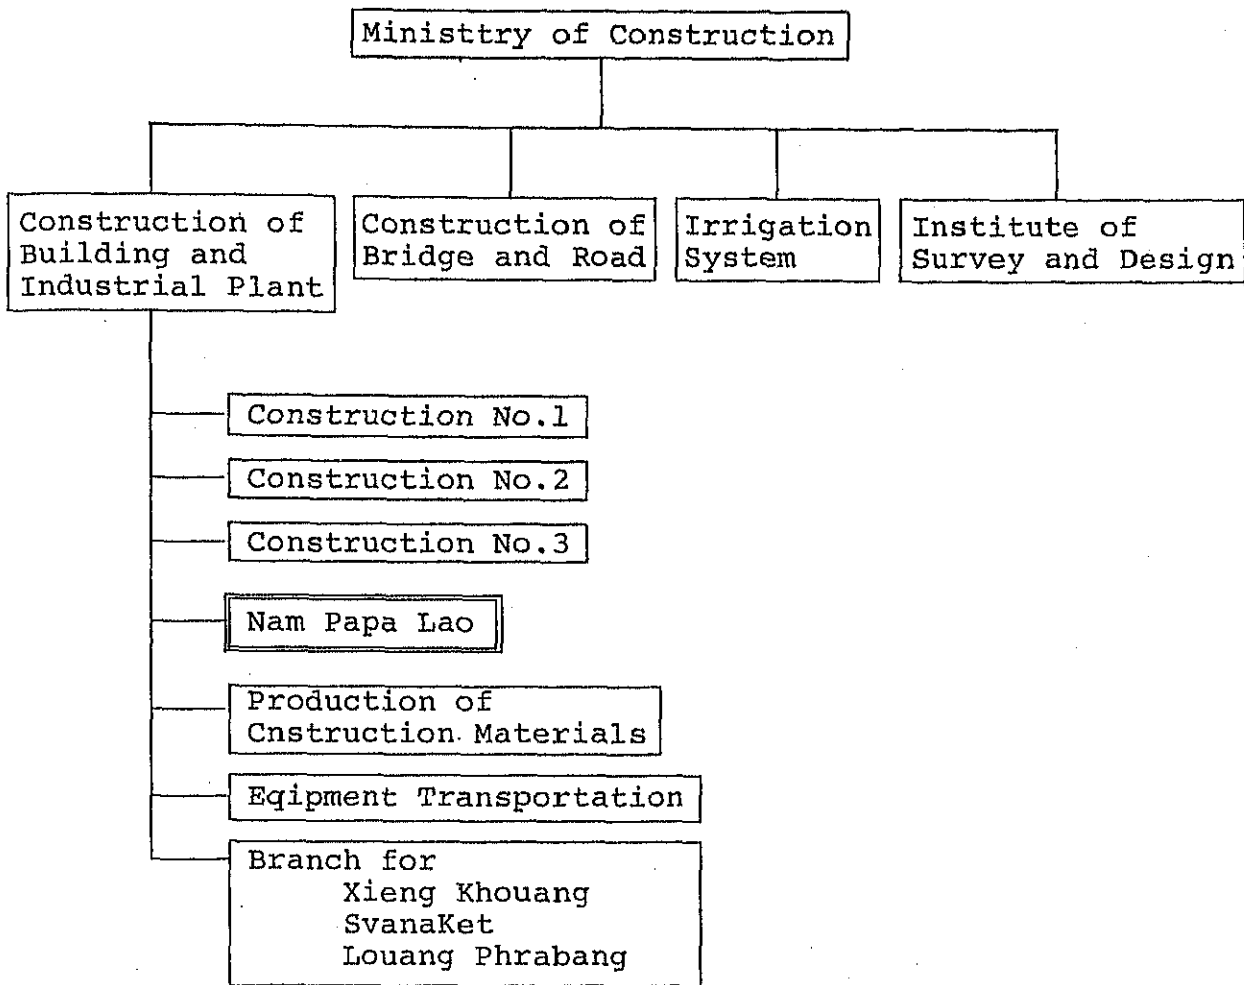 Ministtry of Construction
Construction of
Building and
Industrial Plant
Construction of
Bridge and Road
Irrigation
System
Institute of
Survey and Design
Construction No.1
Construction No.2
Construction No.3
Nam Papa Lao
Production of
Cnstruction Materials
Eqipment Transportation
Branch for
Xieng Khouang
SvanaKet
Louang Phrabang